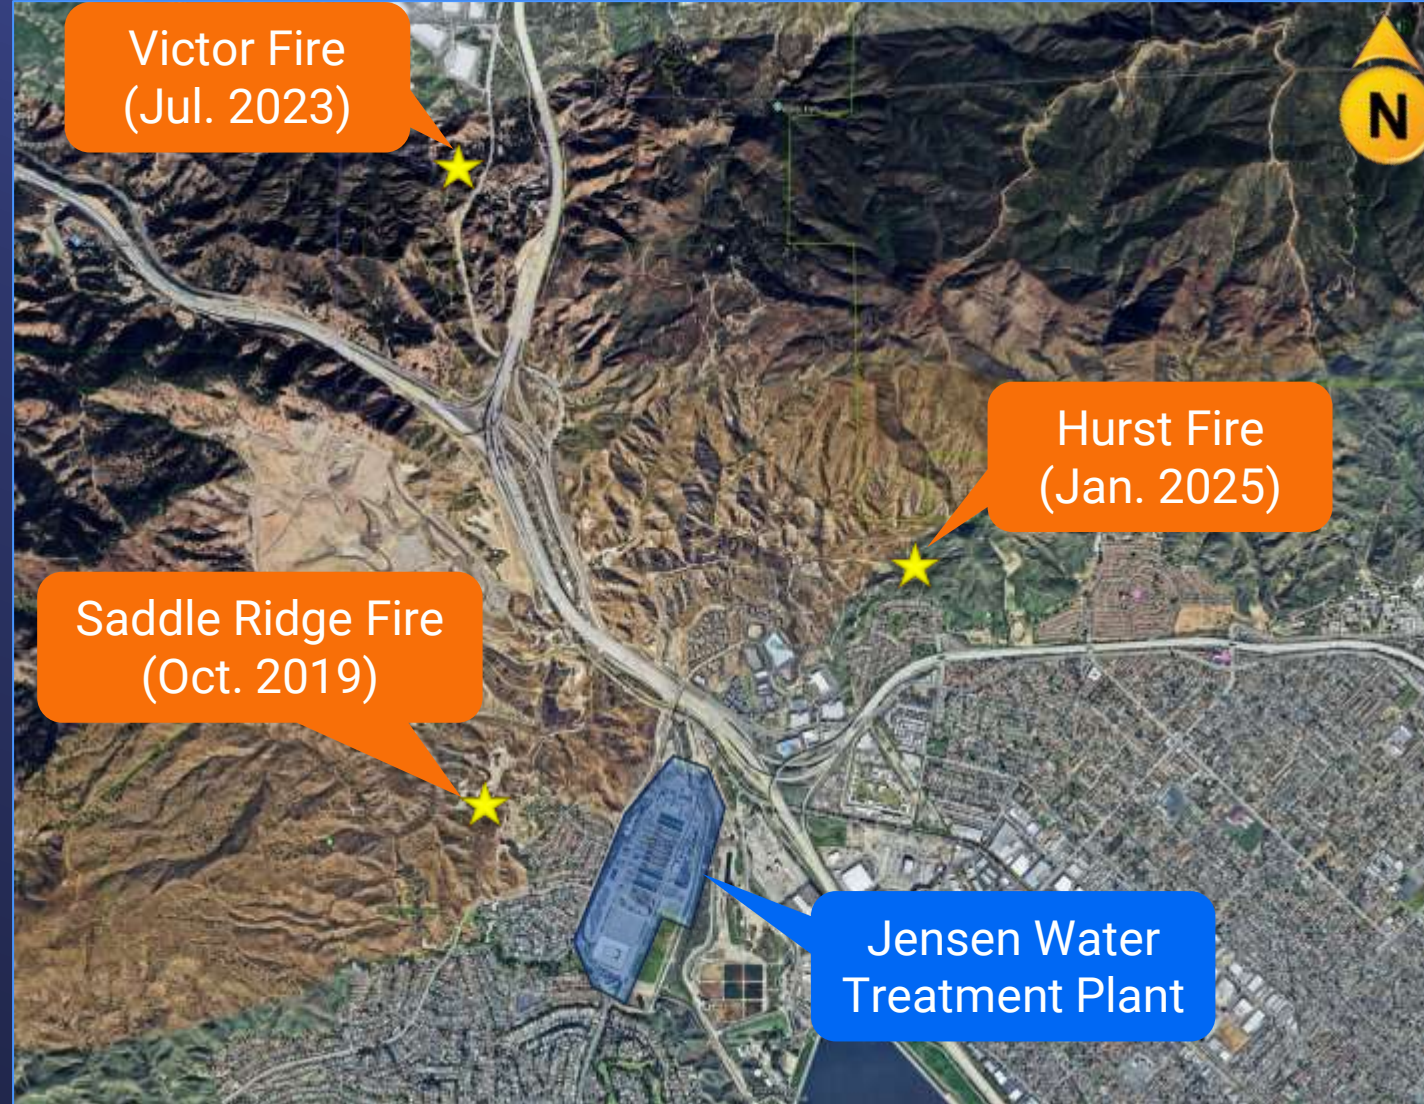 Victor Fire
(Jul. 2023)
N
Hurst Fire
(Jan. 2025)
Saddle Ridge Fire
(Oct. 2019)
Jensen Water
Treatment Plant